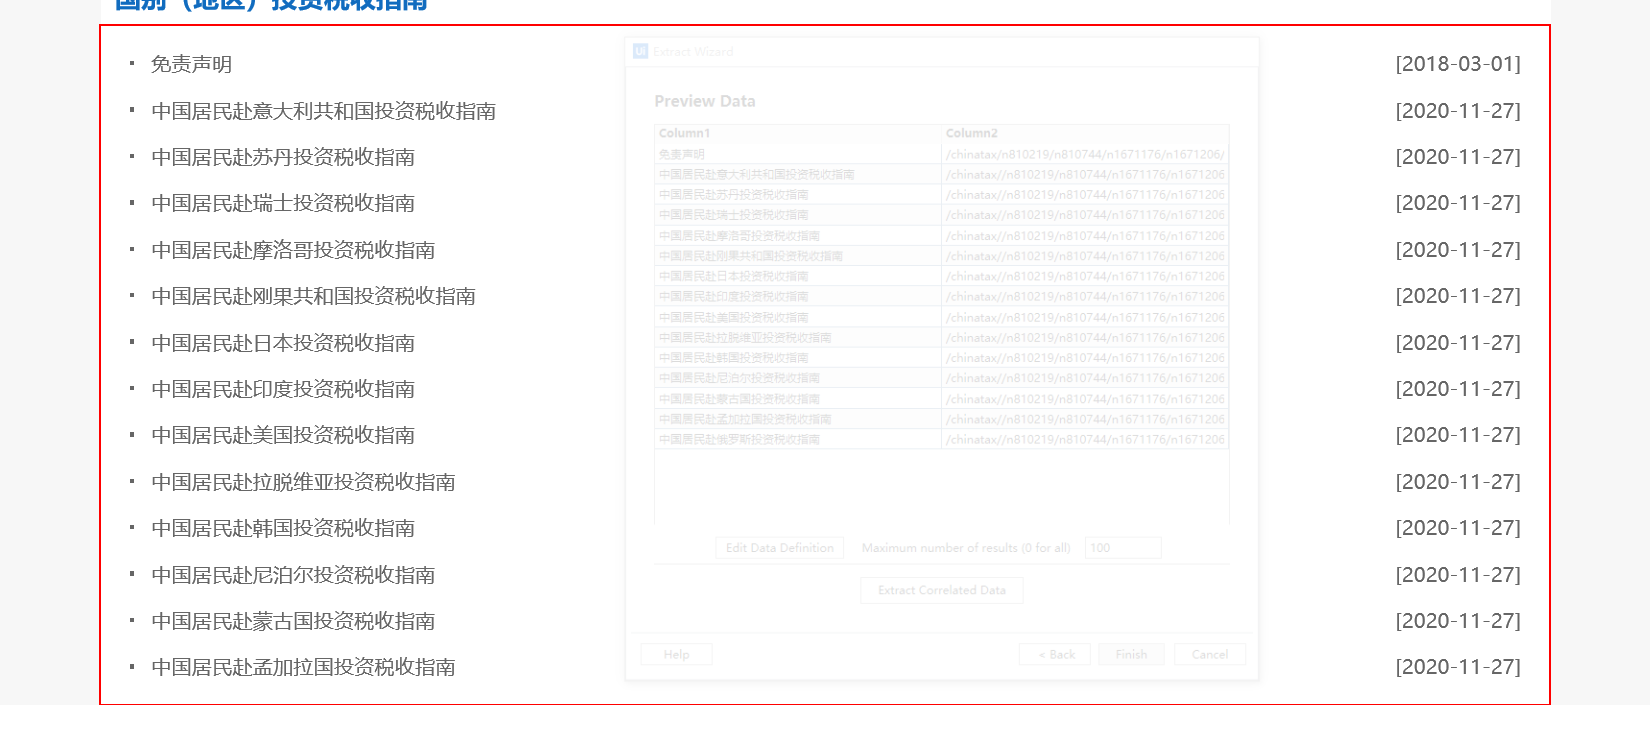 国别（地区）投资税收指南
· 免责声明 [2018-03-01]
· 中国居民赴意大利共和国投资税收指南 [2020-11-27]
· 中国居民赴苏丹投资税收指南 [2020-11-27]
· 中国居民赴瑞士投资税收指南 [2020-11-27]
· 中国居民赴摩洛哥投资税收指南 [2020-11-27]
· 中国居民赴刚果共和国投资税收指南 [2020-11-27]
· 中国居民赴日本投资税收指南 [2020-11-27]
· 中国居民赴印度投资税收指南 [2020-11-27]
· 中国居民赴美国投资税收指南 [2020-11-27]
· 中国居民赴拉脱维亚投资税收指南 [2020-11-27]
· 中国居民赴韩国投资税收指南 [2020-11-27]
· 中国居民赴尼泊尔投资税收指南 [2020-11-27]
· 中国居民赴蒙古国投资税收指南 [2020-11-27]
· 中国居民赴孟加拉国投资税收指南 [2020-11-27]
Ui Extract Wizard
Preview Data
Column1 Column2
免责声明 /chinatax/n810219/n810744/n1671176/n1671206/
中国居民赴意大利共和国投资税收指南 /chinatax//n810219/n810744/n1671176/n1671206
中国居民赴苏丹投资税收指南 /chinatax//n810219/n810744/n1671176/n1671206
中国居民赴瑞士投资税收指南 /chinatax//n810219/n810744/n1671176/n1671206
中国居民赴摩洛哥投资税收指南 /chinatax//n810219/n810744/n1671176/n1671206
中国居民赴刚果共和国投资税收指南 /chinatax//n810219/n810744/n1671176/n1671206
中国居民赴日本投资税收指南 /chinatax//n810219/n810744/n1671176/n1671206
中国居民赴印度投资税收指南 /chinatax//n810219/n810744/n1671176/n1671206
中国居民赴美国投资税收指南 /chinatax//n810219/n810744/n1671176/n1671206
中国居民赴拉脱维亚投资税收指南 /chinatax//n810219/n810744/n1671176/n1671206
中国居民赴韩国投资税收指南 /chinatax//n810219/n810744/n1671176/n1671206
中国居民赴尼泊尔投资税收指南 /chinatax//n810219/n810744/n1671176/n1671206
中国居民赴蒙古国投资税收指南 /chinatax//n810219/n810744/n1671176/n1671206
中国居民赴孟加拉国投资税收指南 /chinatax//n810219/n810744/n1671176/n1671206
中国居民赴俄罗斯投资税收指南 /chinatax//n810219/n810744/n1671176/n1671206
Edit Data Definition Maximum number of results (0 for all) 100
Extract Correlated Data
Help < Back Finish Cancel